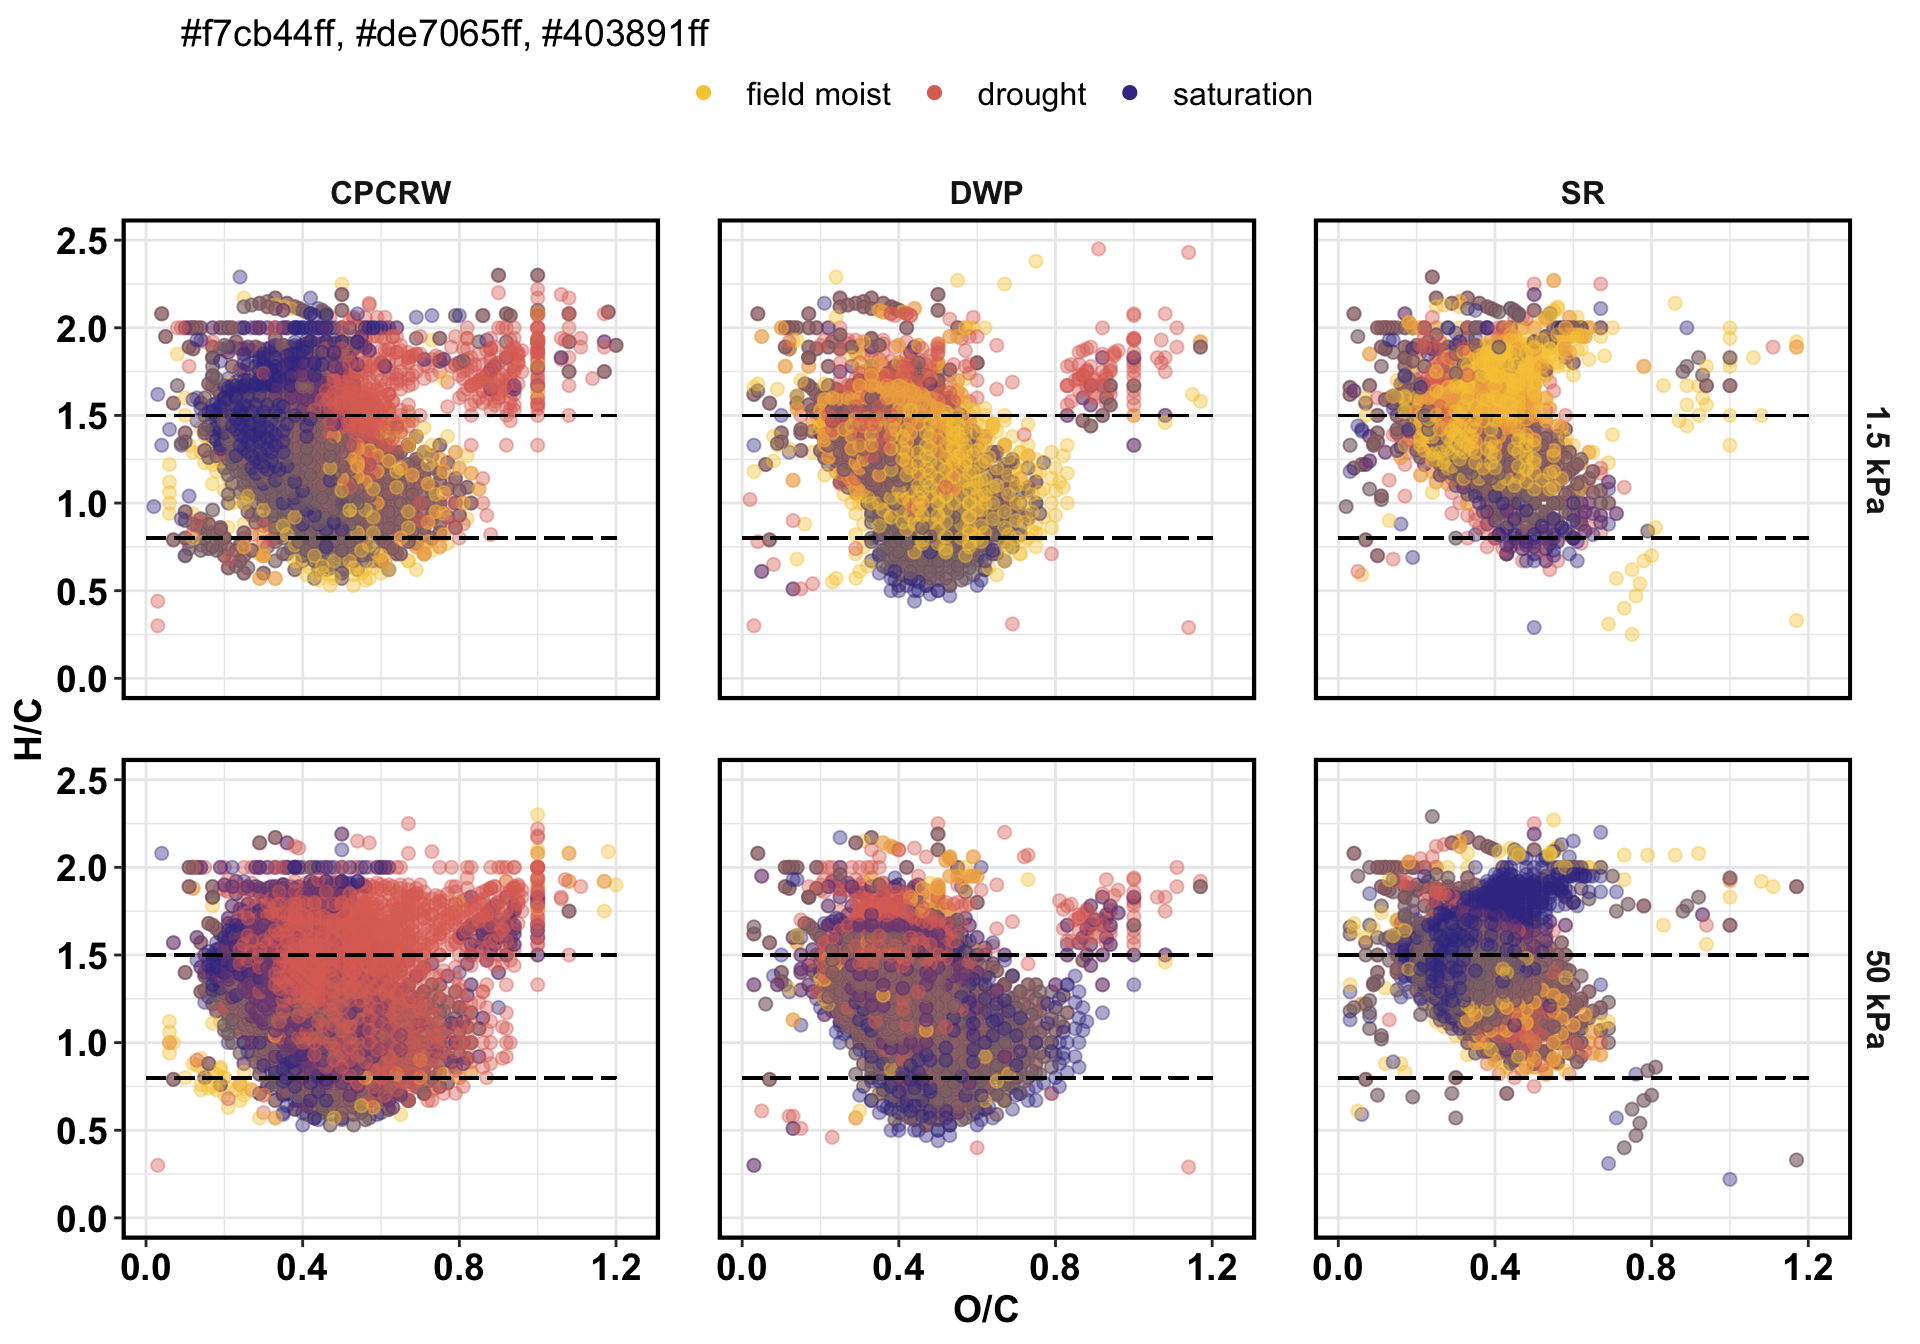 #f7cb44ff, #de7065ff, #403891ff
field moist drought saturation
CPCRW DWP SR
2.5
2.0
1.5
1.0
0.5
0.0
1.5 kPa
H/C
2.5
2.0
1.5
1.0
0.5
0.0
50 kPa
0.0 0.4 0.8 1.2 0.0 0.4 0.8 1.2 0.0 0.4 0.8 1.2
O/C